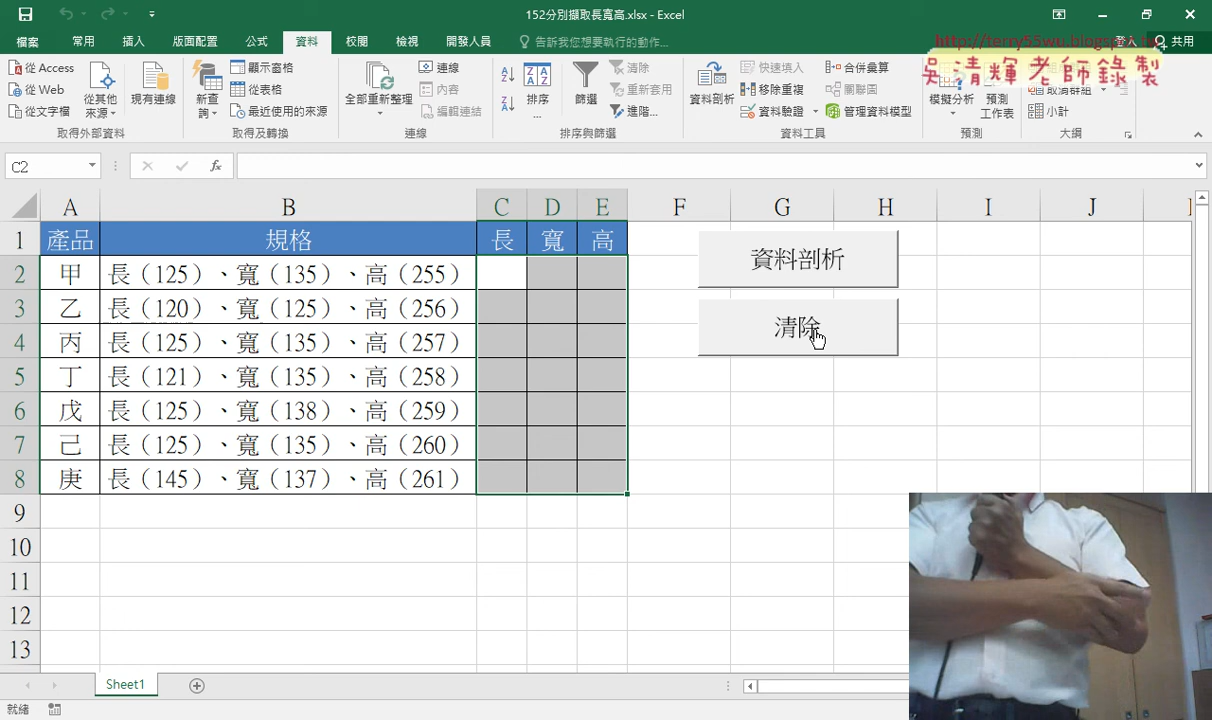 152分別擷取長寬高.xlsx - Excel
檔案 常用 插入 版面配置 公式 資料 校閱 檢視 開發人員 告訴我您想要執行的動作... 登入 共用
http://terry55wu.blogspot.tw
吳清輝老師錄製
從 Access
從 Web
從文字檔
從其他來源
現有連線
取得外部資料
新查詢
顯示窗格
從表格
最近使用的來源
取得及轉換
全部重新整理
連線
內容
編輯連結
連線
排序...
篩選
清除
重新套用
進階...
排序與篩選
資料剖析
快速填入
移除重複
資料驗證
合併彙算
關聯圖
管理資料模型
資料工具
模擬分析
預測工作表
預測
取消群組
小計
大綱
C2 fx
A B C D E F G H I J
1 產品 規格 長 寬 高
2 甲 長（125）、寬（135）、高（255）
3 乙 長（120）、寬（125）、高（256）
4 丙 長（125）、寬（135）、高（257）
5 丁 長（121）、寬（135）、高（258）
6 戊 長（125）、寬（138）、高（259）
7 己 長（125）、寬（135）、高（260）
8 庚 長（145）、寬（137）、高（261）
9
10
11
12
13
資料剖析
清除
Sheet1
就緒